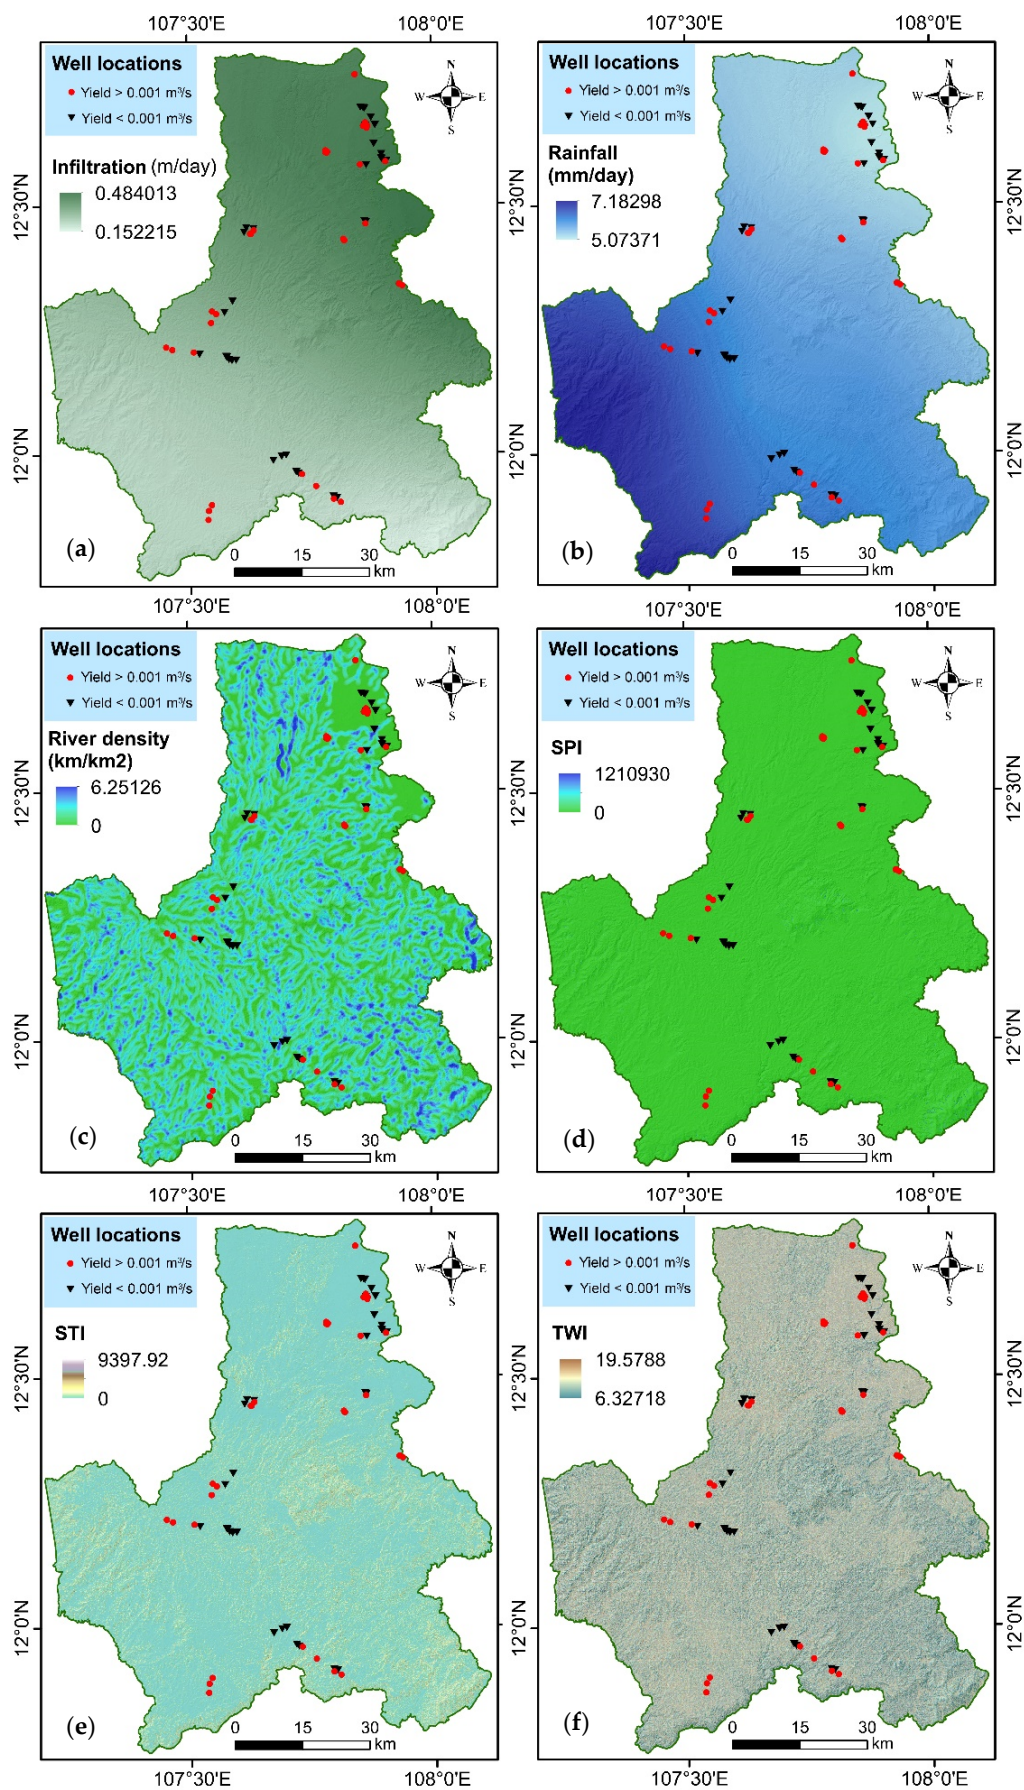 107°30'E 108°0'E 107°30'E 108°0'E
Well locations
Yield > 0.001 m³/s
Yield < 0.001 m³/s
Infiltration (m/day)
0.484013
0.152215
N
W E
S
12°30'N
12°0'N
(a)
0 15 30
km
Well locations
Yield > 0.001 m³/s
Yield < 0.001 m³/s
Rainfall
(mm/day)
7.18298
5.07371
N
W E
S
12°30'N
12°0'N
(b)
0 15 30
km
107°30'E 108°0'E 107°30'E 108°0'E
Well locations
Yield > 0.001 m³/s
Yield < 0.001 m³/s
River density
(km/km2)
6.25126
0
N
W E
S
12°30'N
12°0'N
(c)
0 15 30
km
Well locations
Yield > 0.001 m³/s
Yield < 0.001 m³/s
SPI
1210930
0
N
W E
S
12°30'N
12°0'N
(d)
0 15 30
km
107°30'E 108°0'E 107°30'E 108°0'E
Well locations
Yield > 0.001 m³/s
Yield < 0.001 m³/s
STI
9397.92
0
N
W E
S
12°30'N
12°0'N
(e)
0 15 30
km
Well locations
Yield > 0.001 m³/s
Yield < 0.001 m³/s
TWI
19.5788
6.32718
N
W E
S
12°30'N
12°0'N
(f)
0 15 30
km
107°30'E 108°0'E 107°30'E 108°0'E